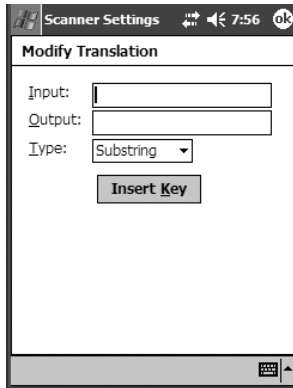 Scanner Settings 7:56 ok
Modify Translation
Input:
Output:
Type: Substring
Insert Key